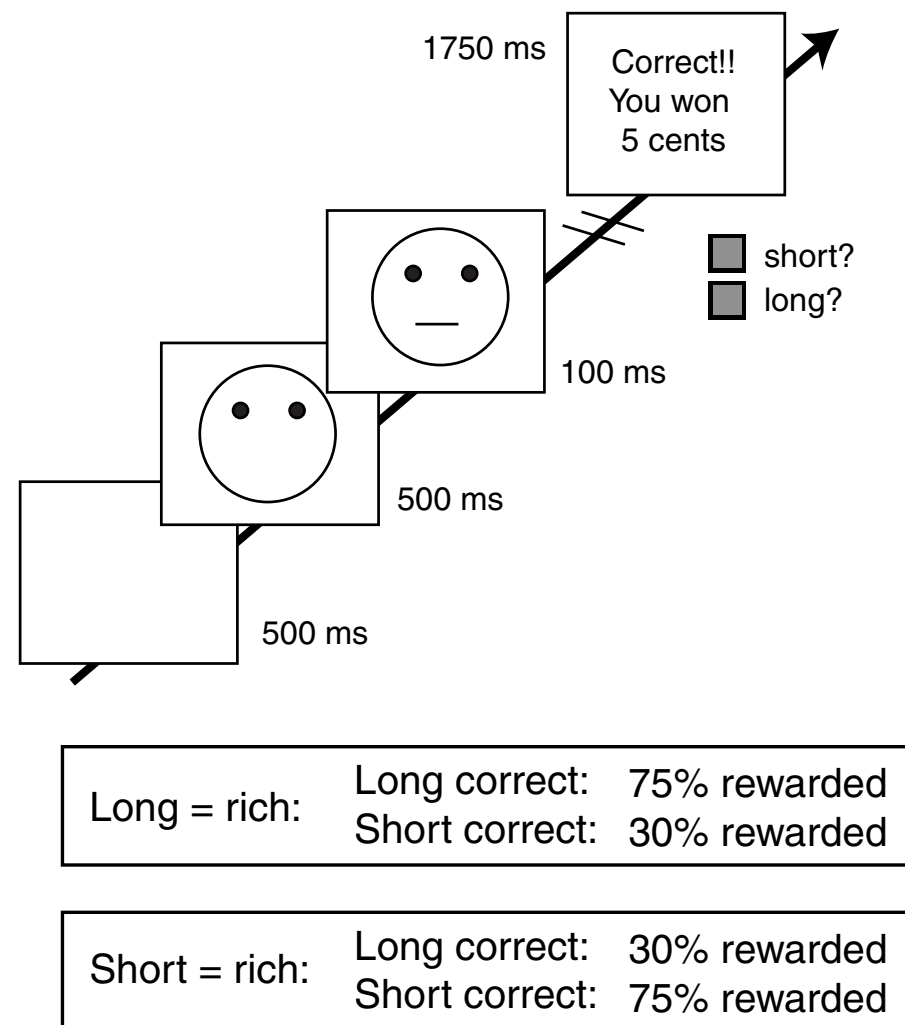 1750 ms
Correct!!
You won
5 cents
short?
long?
100 ms
500 ms
500 ms
Long = rich:
Long correct: 75% rewarded
Short correct: 30% rewarded
Short = rich:
Long correct: 30% rewarded
Short correct: 75% rewarded